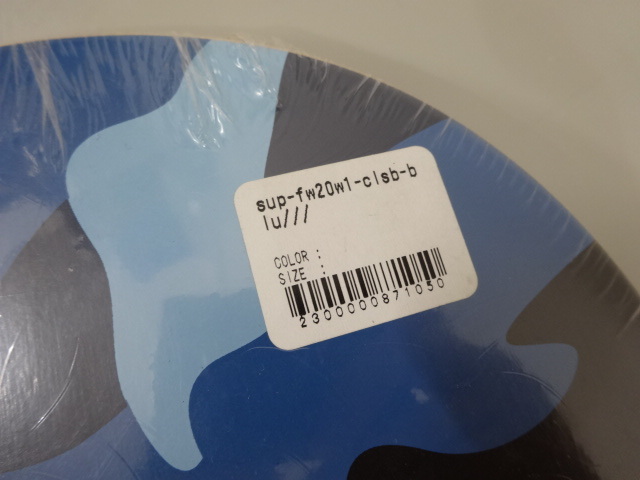 sup-fw20w1-clsb-b
lu///
COLOR :
SIZE :
2300000871050